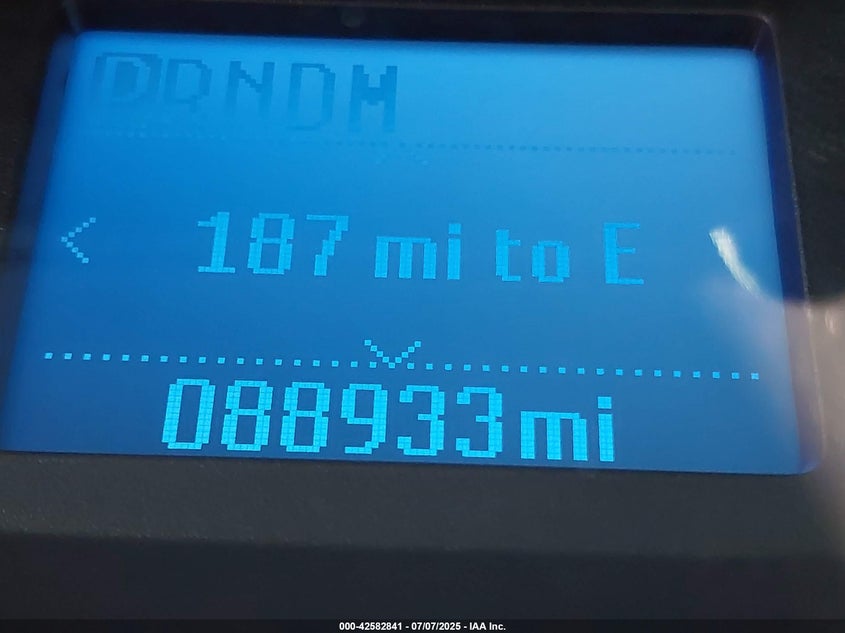 PRNDM
< 187 mi to E
088933mi
000-42582841 - 07/07/2025 - IAA Inc.